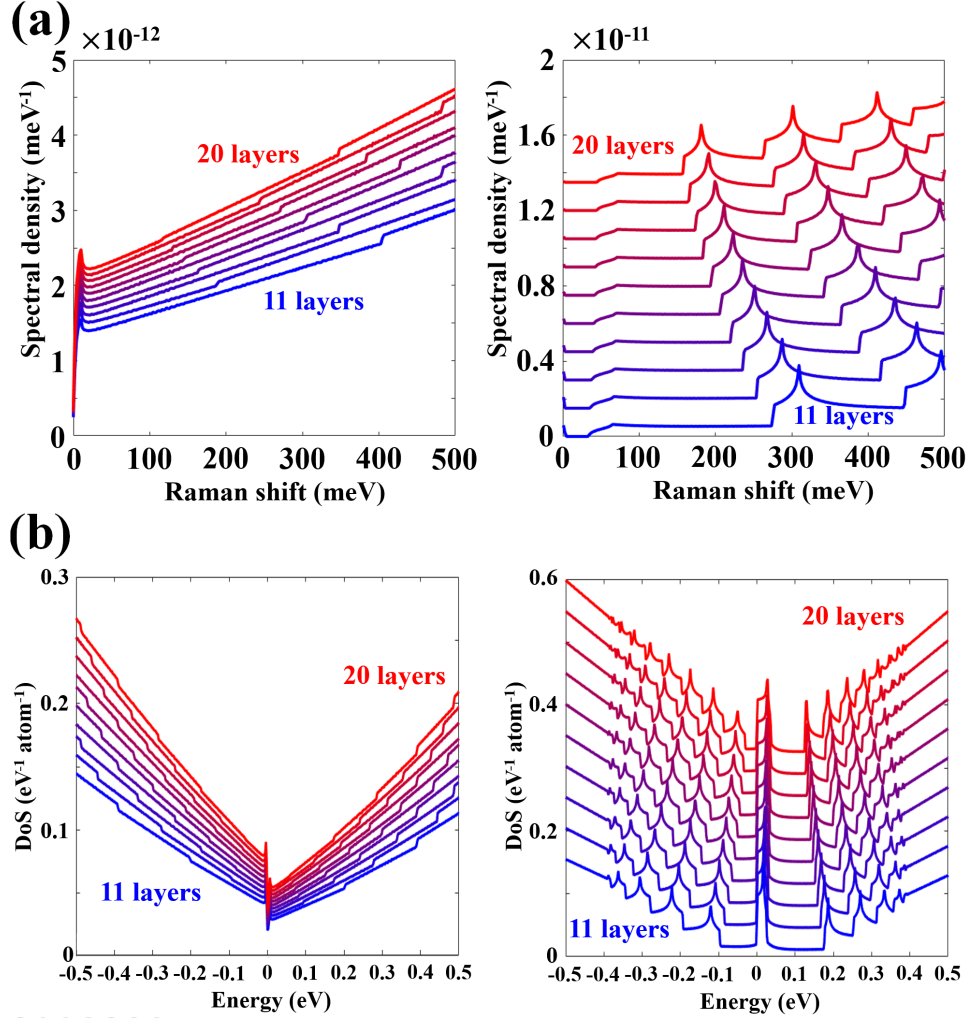 (a)
×10⁻¹²
5
4
3
2
1
0
0 100 200 300 400 500
Spectral density (meV⁻¹)
Raman shift (meV)
20 layers
11 layers
×10⁻¹¹
2
1.6
1.2
0.8
0.4
0
0 100 200 300 400 500
Spectral density (meV⁻¹)
Raman shift (meV)
20 layers
11 layers
(b)
0.3
0.2
0.1
0
-0.5 -0.4 -0.3 -0.2 -0.1 0 0.1 0.2 0.3 0.4 0.5
DoS (eV⁻¹ atom⁻¹)
Energy (eV)
20 layers
11 layers
0.6
0.4
0.2
0
-0.5 -0.4 -0.3 -0.2 -0.1 0 0.1 0.2 0.3 0.4 0.5
DoS (eV⁻¹ atom⁻¹)
Energy (eV)
20 layers
11 layers